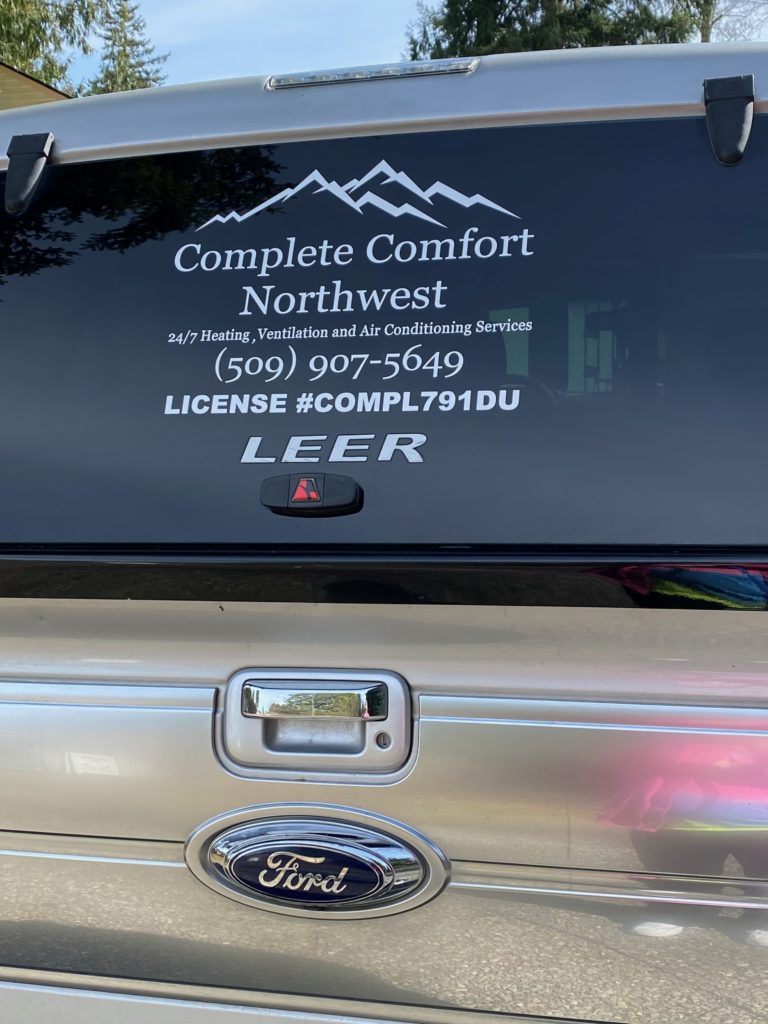 Complete Comfort
Northwest
24/7 Heating, Ventilation and Air Conditioning Services
(509) 907-5649
LICENSE #COMPL791DU
LEER
Ford